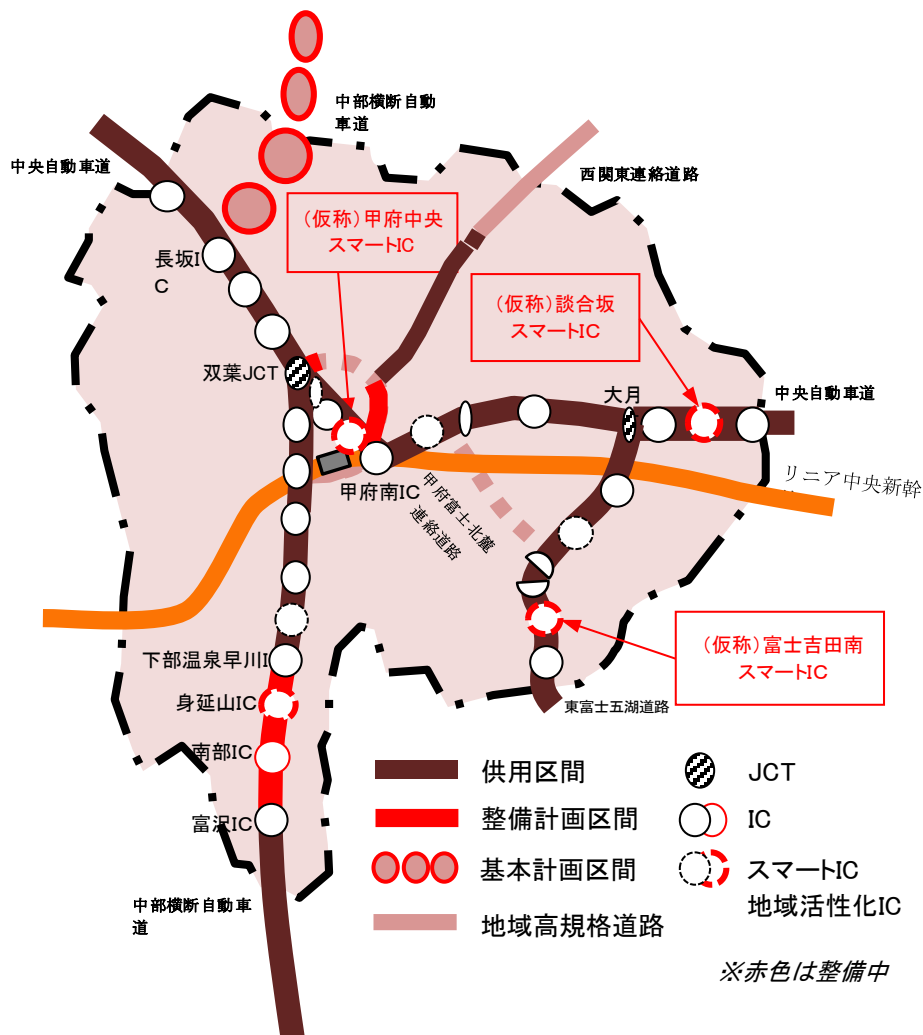 中部横断自動
車道
中央自動車道
西関東連絡道路
（仮称）甲府中央
スマートIC
長坂I
C
（仮称）談合坂
スマートIC
双葉JCT
大月
中央自動車道
甲府南IC
リニア中央新幹
甲府富士北麓
連絡道路
下部温泉早川I
（仮称）富士吉田南
スマートIC
身延山IC
東富士五湖道路
南部IC
富沢IC
中部横断自動車
道
供用区間
整備計画区間
基本計画区間
地域高規格道路
JCT
IC
スマートIC
地域活性化IC
※赤色は整備中